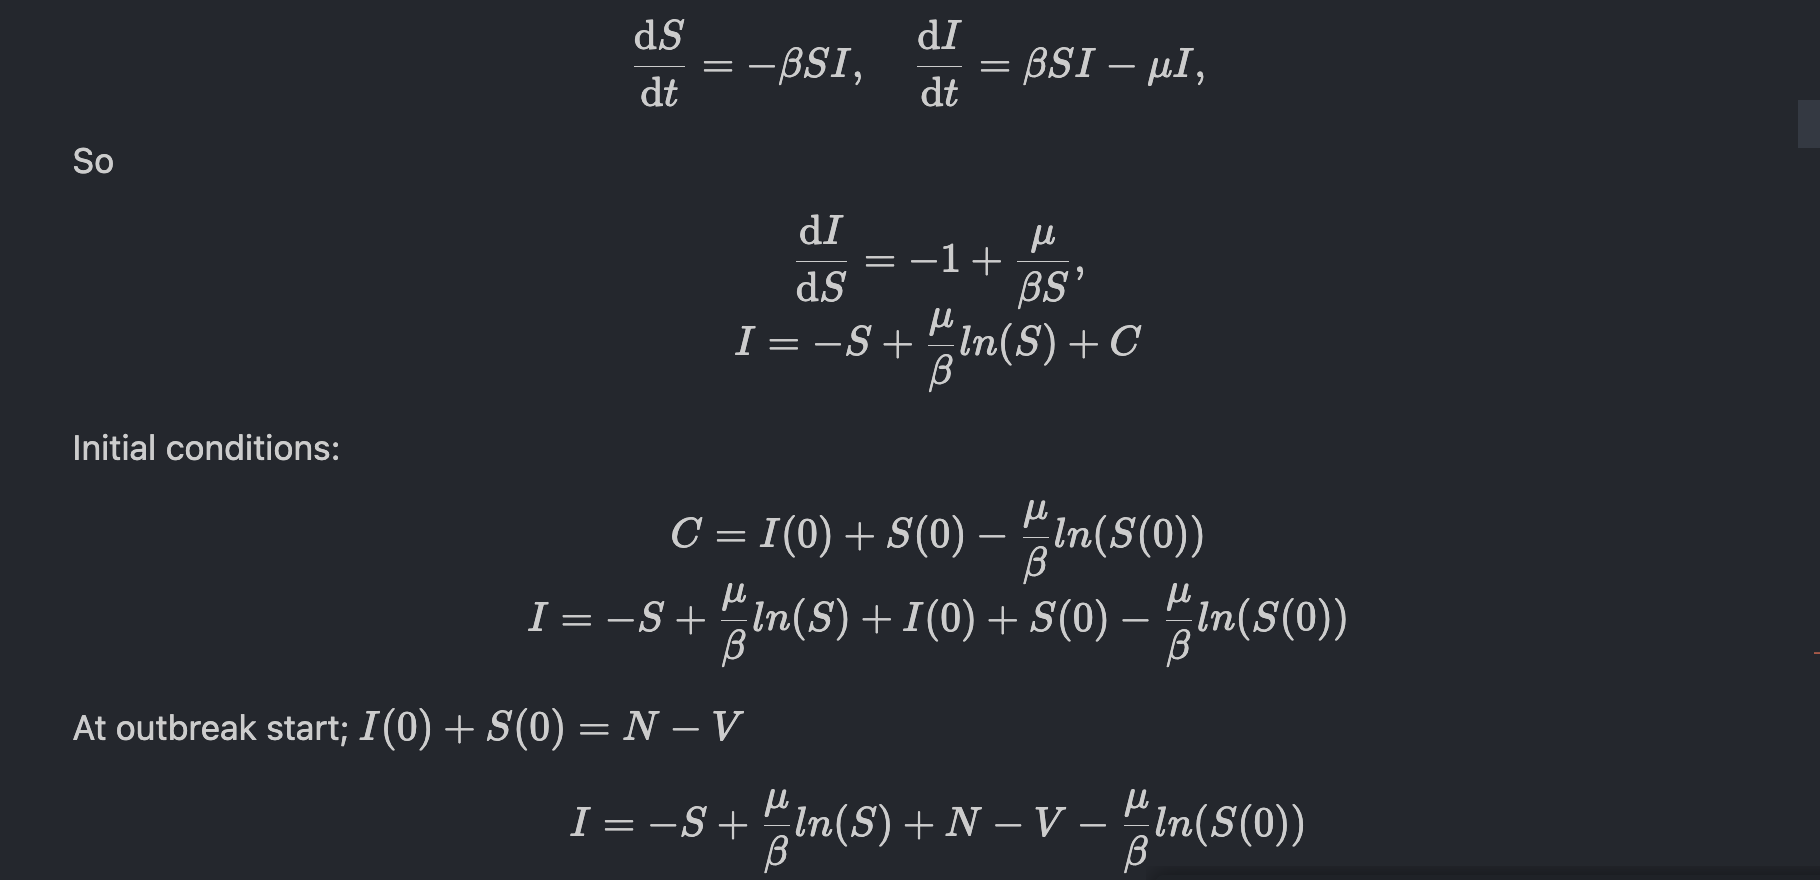 dS/dt = −βSI, dI/dt = βSI − μI,
So
dI/dS = −1 + μ/βS,
I = −S + μ/β ln(S) + C
Initial conditions:
C = I(0) + S(0) − μ/β ln(S(0))
I = −S + μ/β ln(S) + I(0) + S(0) − μ/β ln(S(0))
At outbreak start; I(0) + S(0) = N − V
I = −S + μ/β ln(S) + N − V − μ/β ln(S(0))